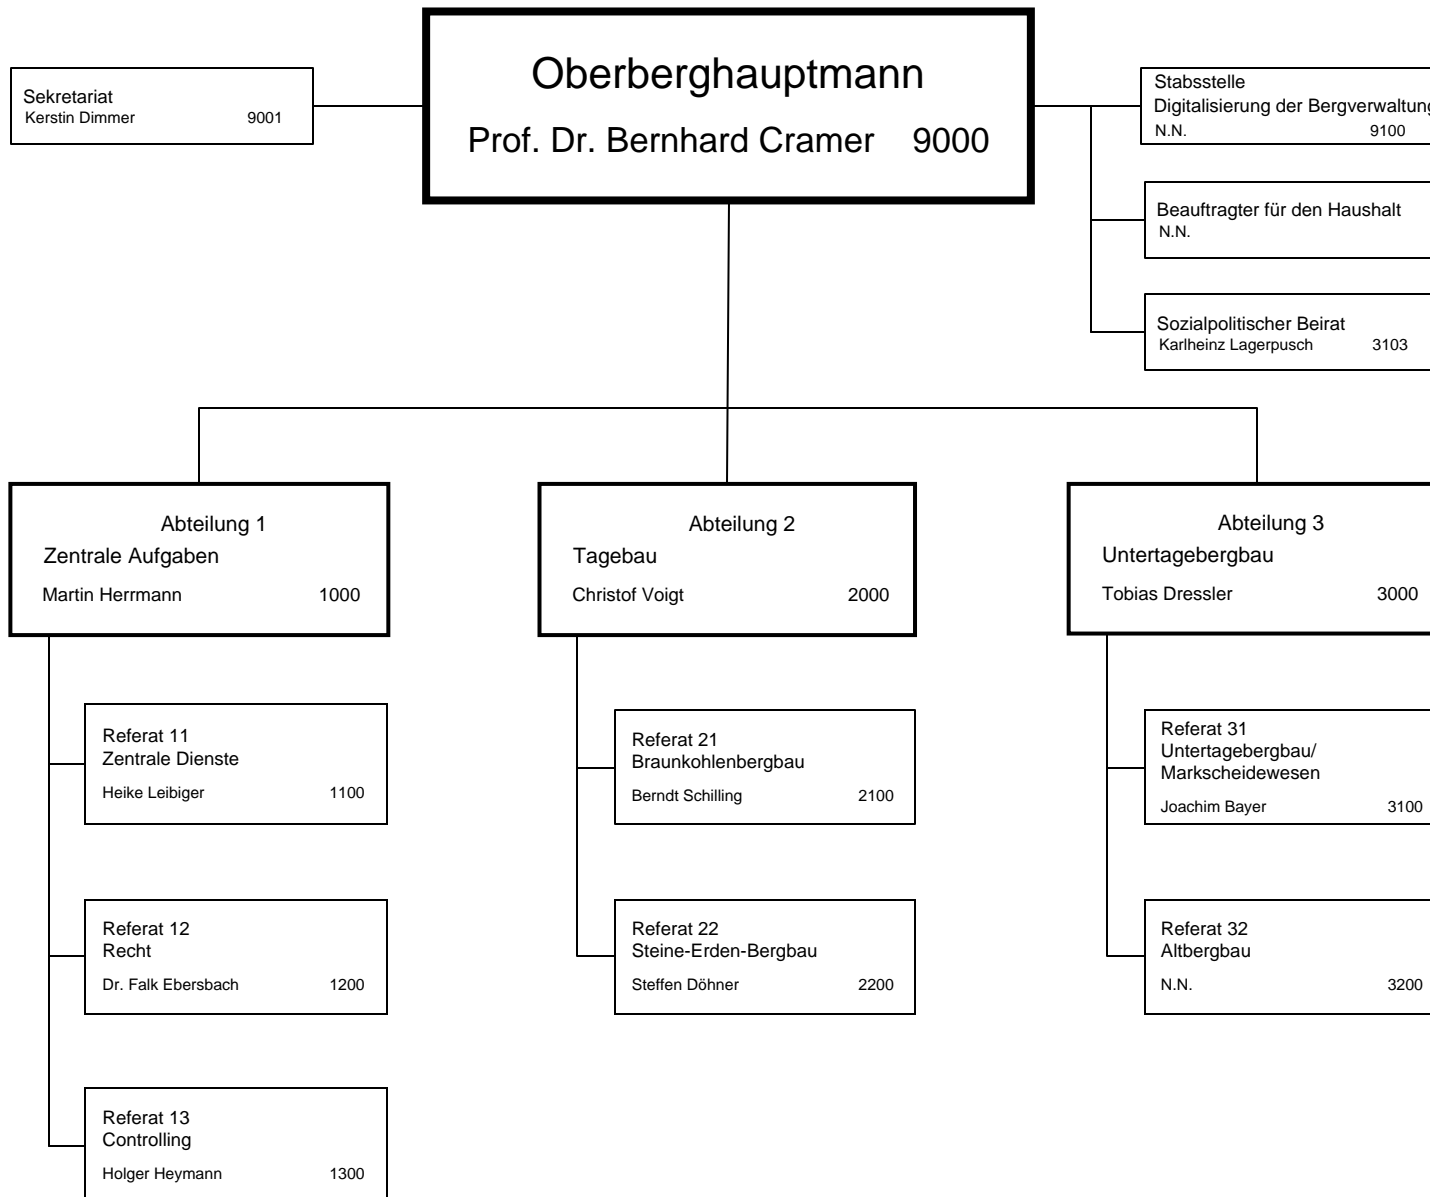 Oberberghauptmann
Prof. Dr. Bernhard Cramer 9000
Sekretariat
Kerstin Dimmer 9001
Stabsstelle
Digitalisierung der Bergverwaltung
N.N. 9100
Beauftragter für den Haushalt
N.N.
Sozialpolitischer Beirat
Karlheinz Lagerpusch 3103
Abteilung 1
Zentrale Aufgaben
Martin Herrmann 1000
Referat 11
Zentrale Dienste
Heike Leibiger 1100
Referat 12
Recht
Dr. Falk Ebersbach 1200
Referat 13
Controlling
Holger Heymann 1300
Abteilung 2
Tagebau
Christof Voigt 2000
Referat 21
Braunkohlenbergbau
Berndt Schilling 2100
Referat 22
Steine-Erden-Bergbau
Steffen Döhner 2200
Abteilung 3
Untertagebergbau
Tobias Dressler 3000
Referat 31
Untertagebergbau/
Markscheidewesen
Joachim Bayer 3100
Referat 32
Altbergbau
N.N. 3200